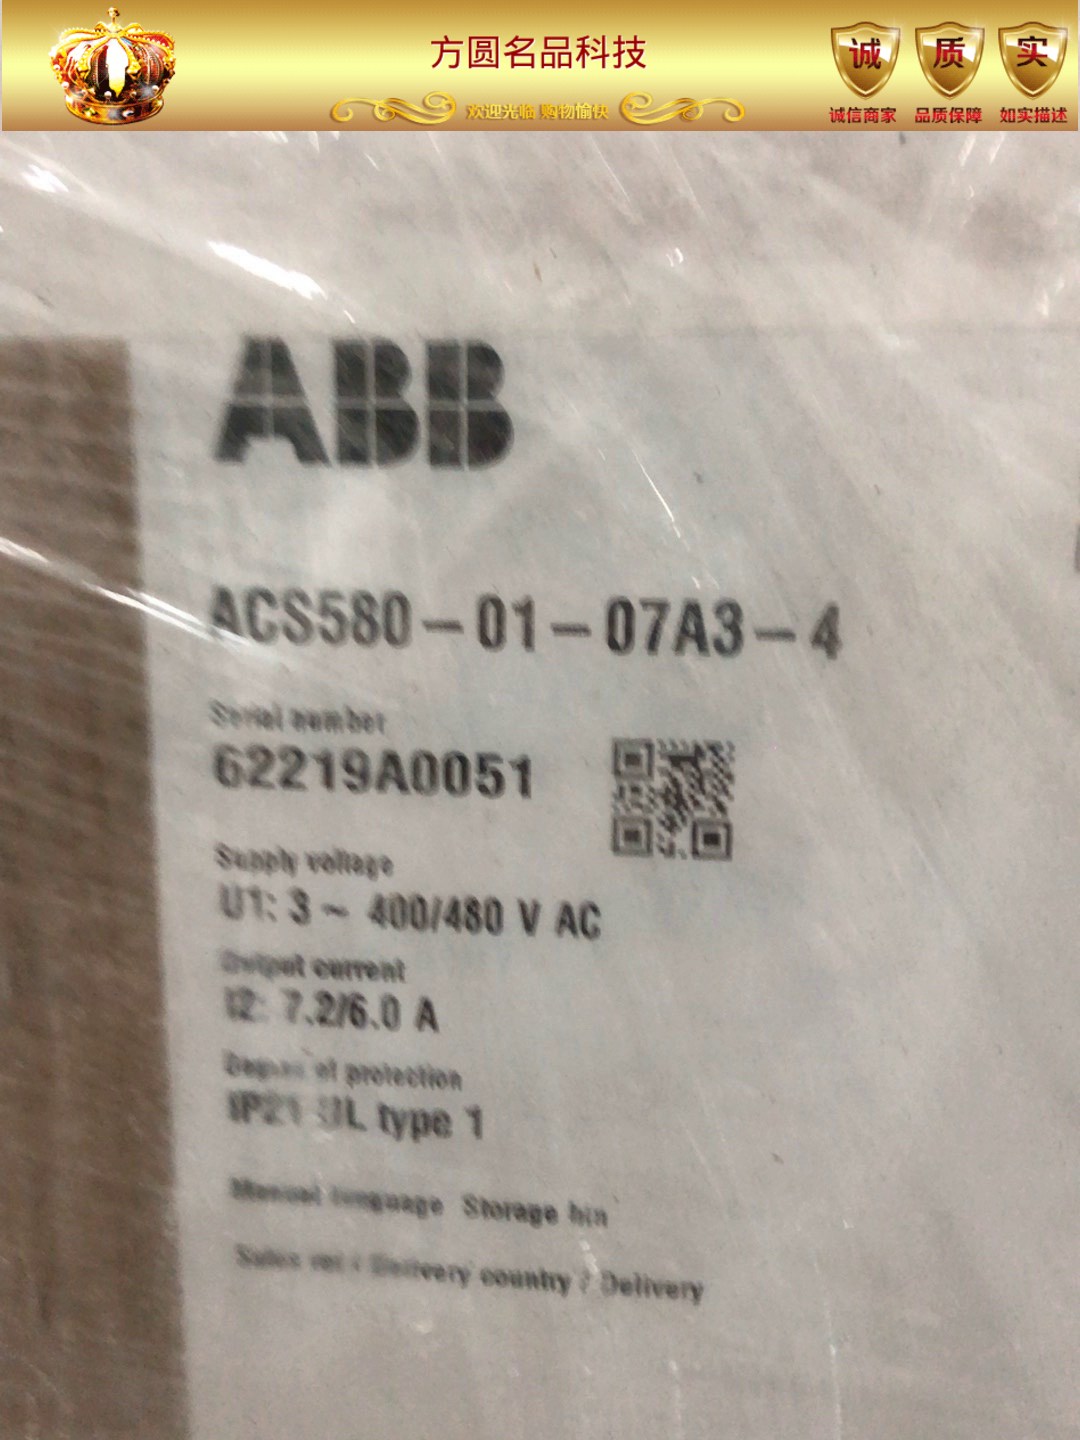 方圆名品科技
欢迎光临 购物愉快
诚 质 实
诚信商家 品质保障 如实描述
ABB
ACS580-01-07A3-4
Serial number
62219A0051
Supply voltage
U1: 3 ~ 400/480 V AC
Output current
I2: 7.2/6.0 A
Degree of protection
IP21 UL type 1
Manual language Storage bin
Sales rel / Delivery country / Delivery